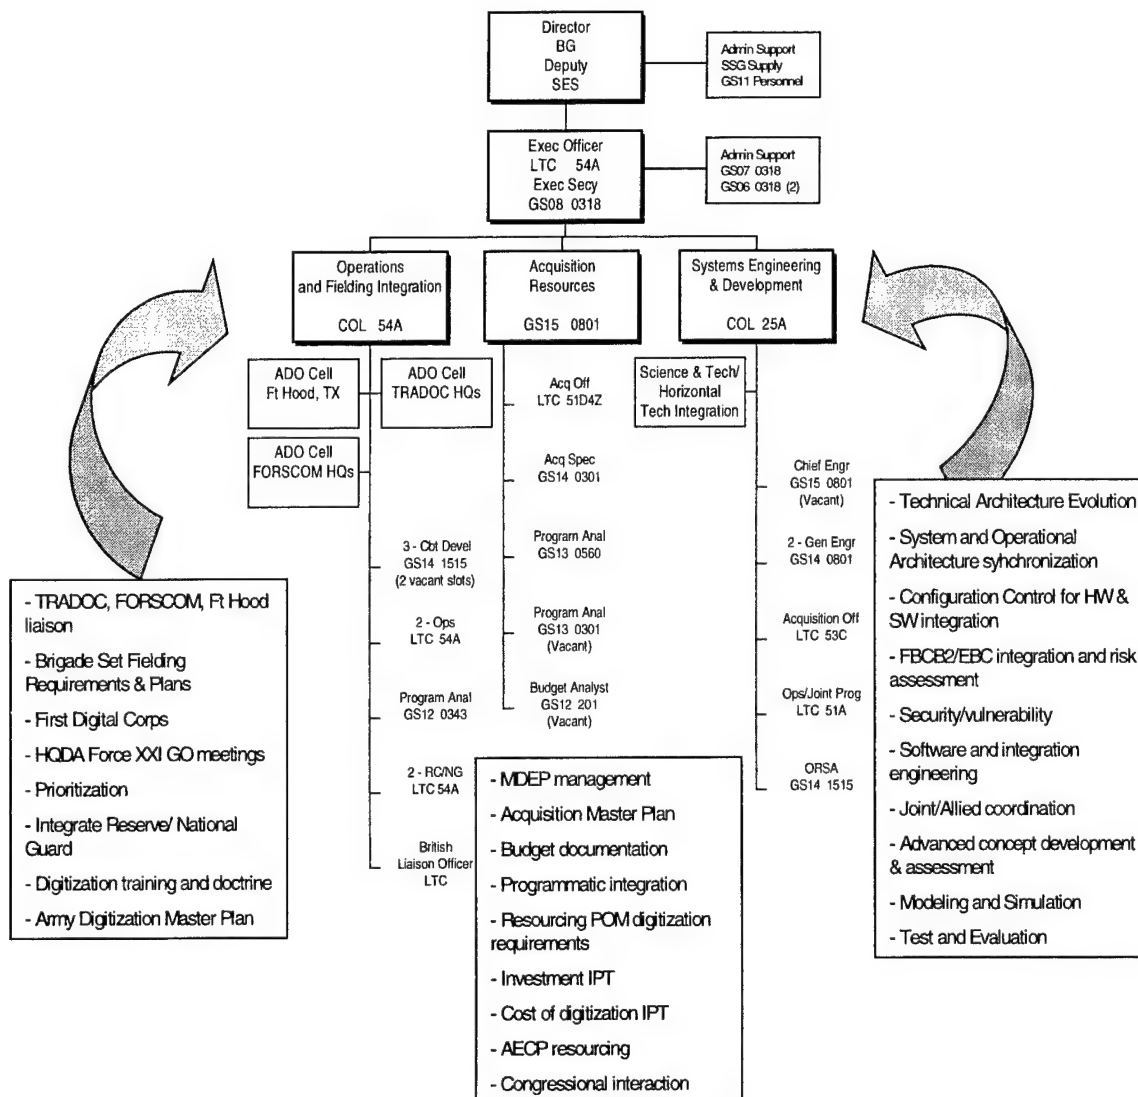 Director
BG
Deputy
SES
Admin Support
SSG Supply
GS11 Personnel
Exec Officer
LTC 54A
Exec Secy
GS08 0318
Admin Support
GS07 0318
GS06 0318 (2)
Operations
and Fielding Integration
COL 54A
Acquisition
Resources
GS15 0801
Systems Engineering
& Development
COL 25A
ADO Cell
Ft Hood, TX
ADO Cell
TRADOC HQs
ADO Cell
FORSCOM HQs
3 - Cbt Devel
GS14 1515
(2 vacant slots)
2 - Ops
LTC 54A
Program Anal
GS12 0343
2 - RC/NG
LTC 54A
British
Liaison Officer
LTC
Acq Off
LTC 51D4Z
Acq Spec
GS14 0301
Program Anal
GS13 0560
Program Anal
GS13 0301
(Vacant)
Budget Analyst
GS12 201
(Vacant)
Science & Tech/
Horizontal
Tech Integration
Chief Engr
GS15 0801
(Vacant)
2 - Gen Engr
GS14 0801
Acquisition Off
LTC 53C
Ops/Joint Prog
LTC 51A
ORSA
GS14 1515
- TRADOC, FORSCOM, Ft Hood
liaison
- Brigade Set Fielding
Requirements & Plans
- First Digital Corps
- HQDA Force XXI GO meetings
- Prioritization
- Integrate Reserve/ National
Guard
- Digitization training and doctrine
- Army Digitization Master Plan
- MDEP management
- Acquisition Master Plan
- Budget documentation
- Programmatic integration
- Resourcing POM digitization
requirements
- Investment IPT
- Cost of digitization IPT
- AECP resourcing
- Congressional interaction
- Technical Architecture Evolution
- System and Operational
Architecture syhchronization
- Configuration Control for HW &
SW integration
- FBCB2/EBC integration and risk
assessment
- Security/vulnerability
- Software and integration
engineering
- Joint/Allied coordination
- Advanced concept development
& assessment
- Modeling and Simulation
- Test and Evaluation